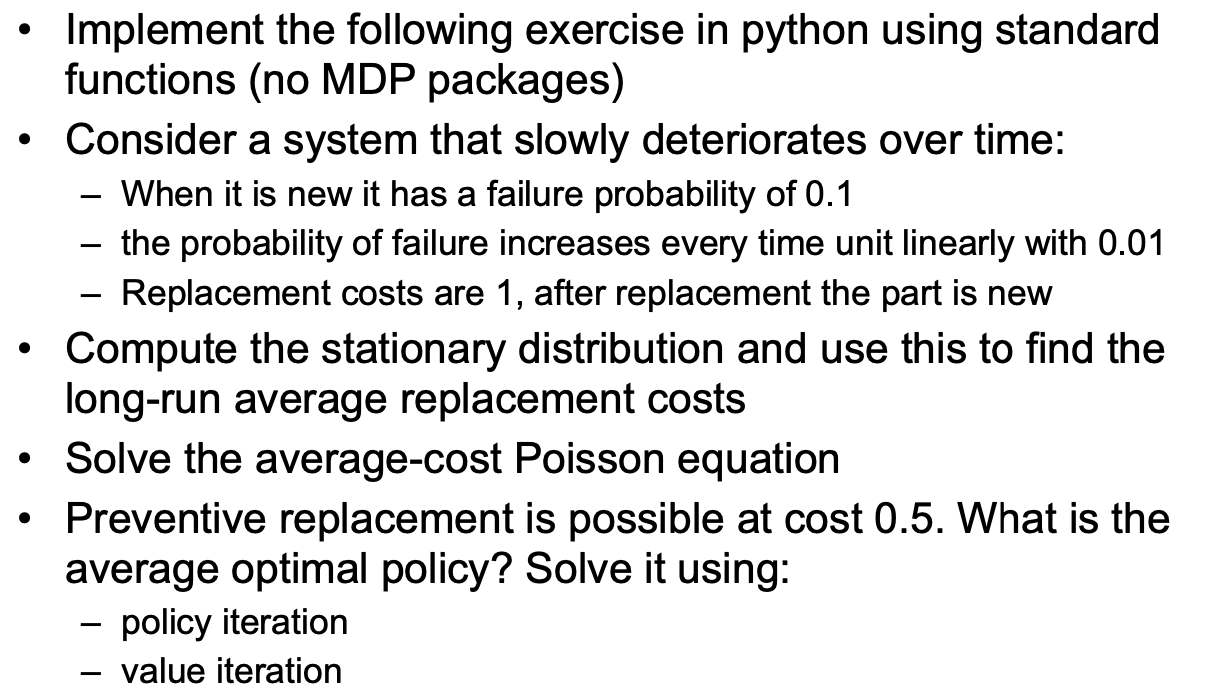 • Implement the following exercise in python using standard
functions (no MDP packages)
• Consider a system that slowly deteriorates over time:
– When it is new it has a failure probability of 0.1
– the probability of failure increases every time unit linearly with 0.01
– Replacement costs are 1, after replacement the part is new
• Compute the stationary distribution and use this to find the
long-run average replacement costs
• Solve the average-cost Poisson equation
• Preventive replacement is possible at cost 0.5. What is the
average optimal policy? Solve it using:
– policy iteration
– value iteration